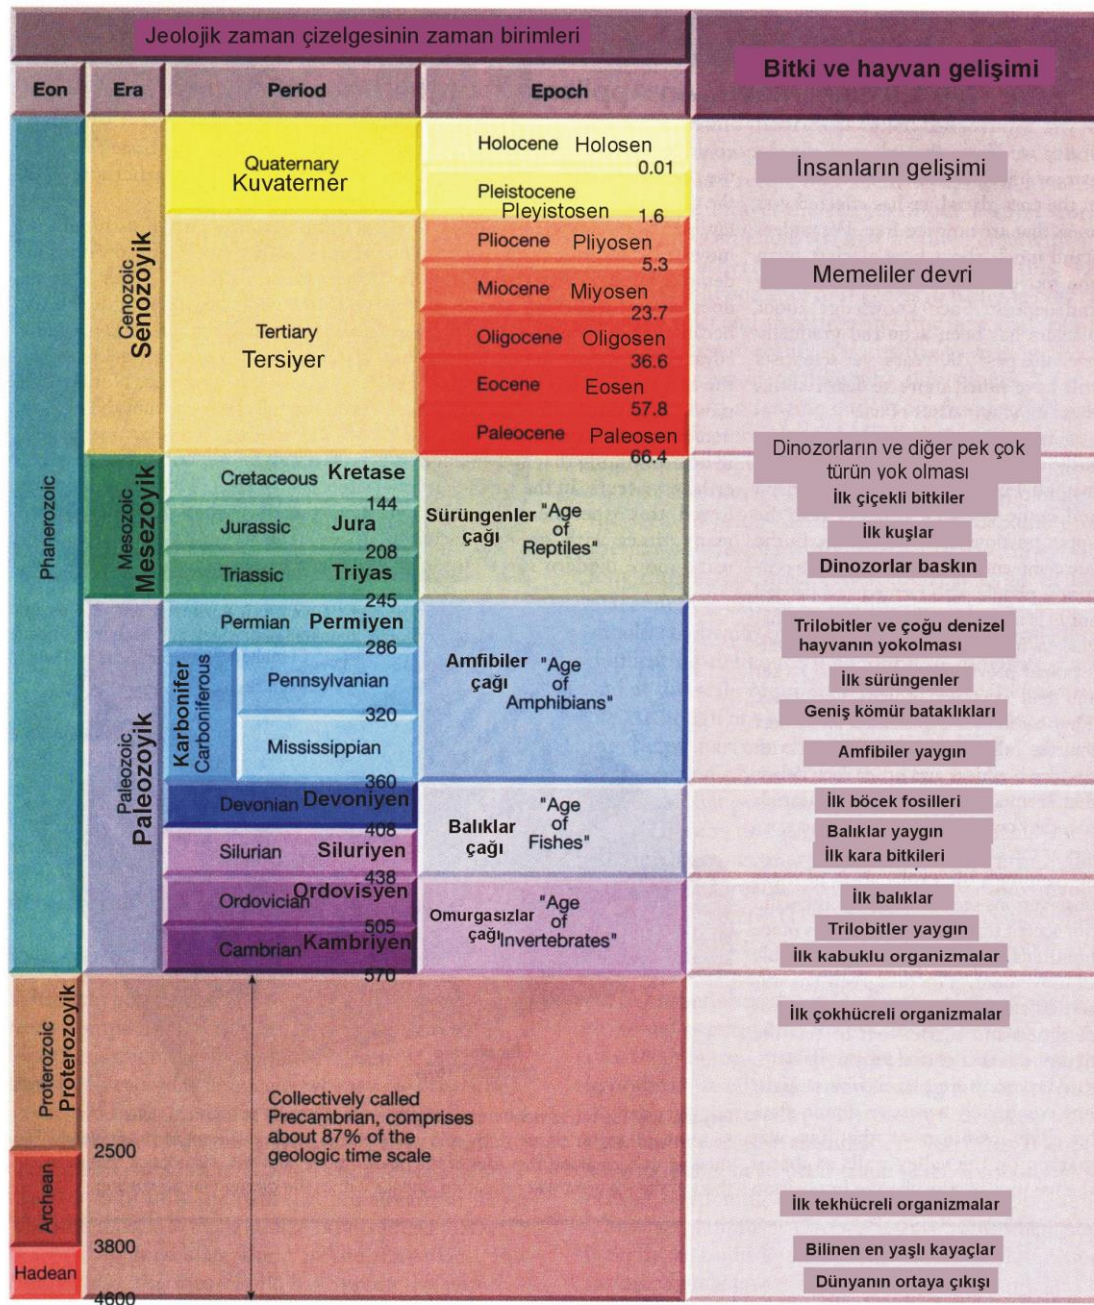 Jeolojik zaman çizelgesinin zaman birimleri
Bitki ve hayvan gelişimi
Eon
Era
Period
Epoch
Phanerozoic
Cenozoic
Senozoyik
Quaternary
Kuvaterner
Holocene Holosen
0.01
Pleistocene
Pleyistosen
1.6
İnsanların gelişimi
Tertiary
Tersiyer
Pliocene Pliyosen
5.3
Miocene Miyosen
23.7
Oligocene Oligosen
36.6
Eocene Eosen
57.8
Paleocene Paleosen
66.4
Memeliler devri
Dinozorların ve diğer pek çok
türün yok olması
Mesozoic
Mesezoyik
Cretaceous Kretase
144
Jurassic Jura
208
Triassic Triyas
245
Sürüngenler
çağı
"Age
of
Reptiles"
İlk çiçekli bitkiler
İlk kuşlar
Dinozorlar baskın
Paleozoic
Paleozoyik
Permian Permiyen
286
Karbonifer
Carboniferous
Pennsylvanian
320
Mississippian
360
Amfibiler
çağı
"Age
of
Amphibians"
Trilobitler ve çoğu denizel
hayvanın yokolması
İlk sürüngenler
Geniş kömür bataklıkları
Amfibiler yaygın
Devonian Devoniyen
408
Silurian Siluriyen
438
Balıklar
çağı
"Age
of
Fishes"
İlk böcek fosilleri
Balıklar yaygın
İlk kara bitkileri
Ordovician Ordovisyen
505
Cambrian Kambriyen
570
Omurgasızlar
çağı
"Age
of
Invertebrates"
İlk balıklar
Trilobitler yaygın
İlk kabuklu organizmalar
Proterozoic
Proterozoyik
2500
Archean
3800
Hadean
4600
Collectively called
Precambrian, comprises
about 87% of the
geologic time scale
İlk çokhücreli organizmalar
İlk tekhücreli organizmalar
Bilinen en yaşlı kayaçlar
Dünyanın ortaya çıkışı